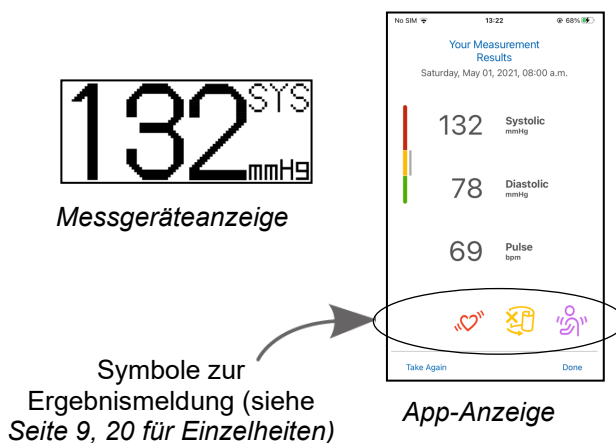 132 SYS
mmHg
Messgeräteanzeige
Symbole zur
Ergebnismeldung (siehe
Seite 9, 20 für Einzelheiten)
No SIM 13:22 68%
Your Measurement
Results
Saturday, May 01, 2021, 08:00 a.m.
132 Systolic
mmHg
78 Diastolic
mmHg
69 Pulse
bpm
Take Again Done
App-Anzeige